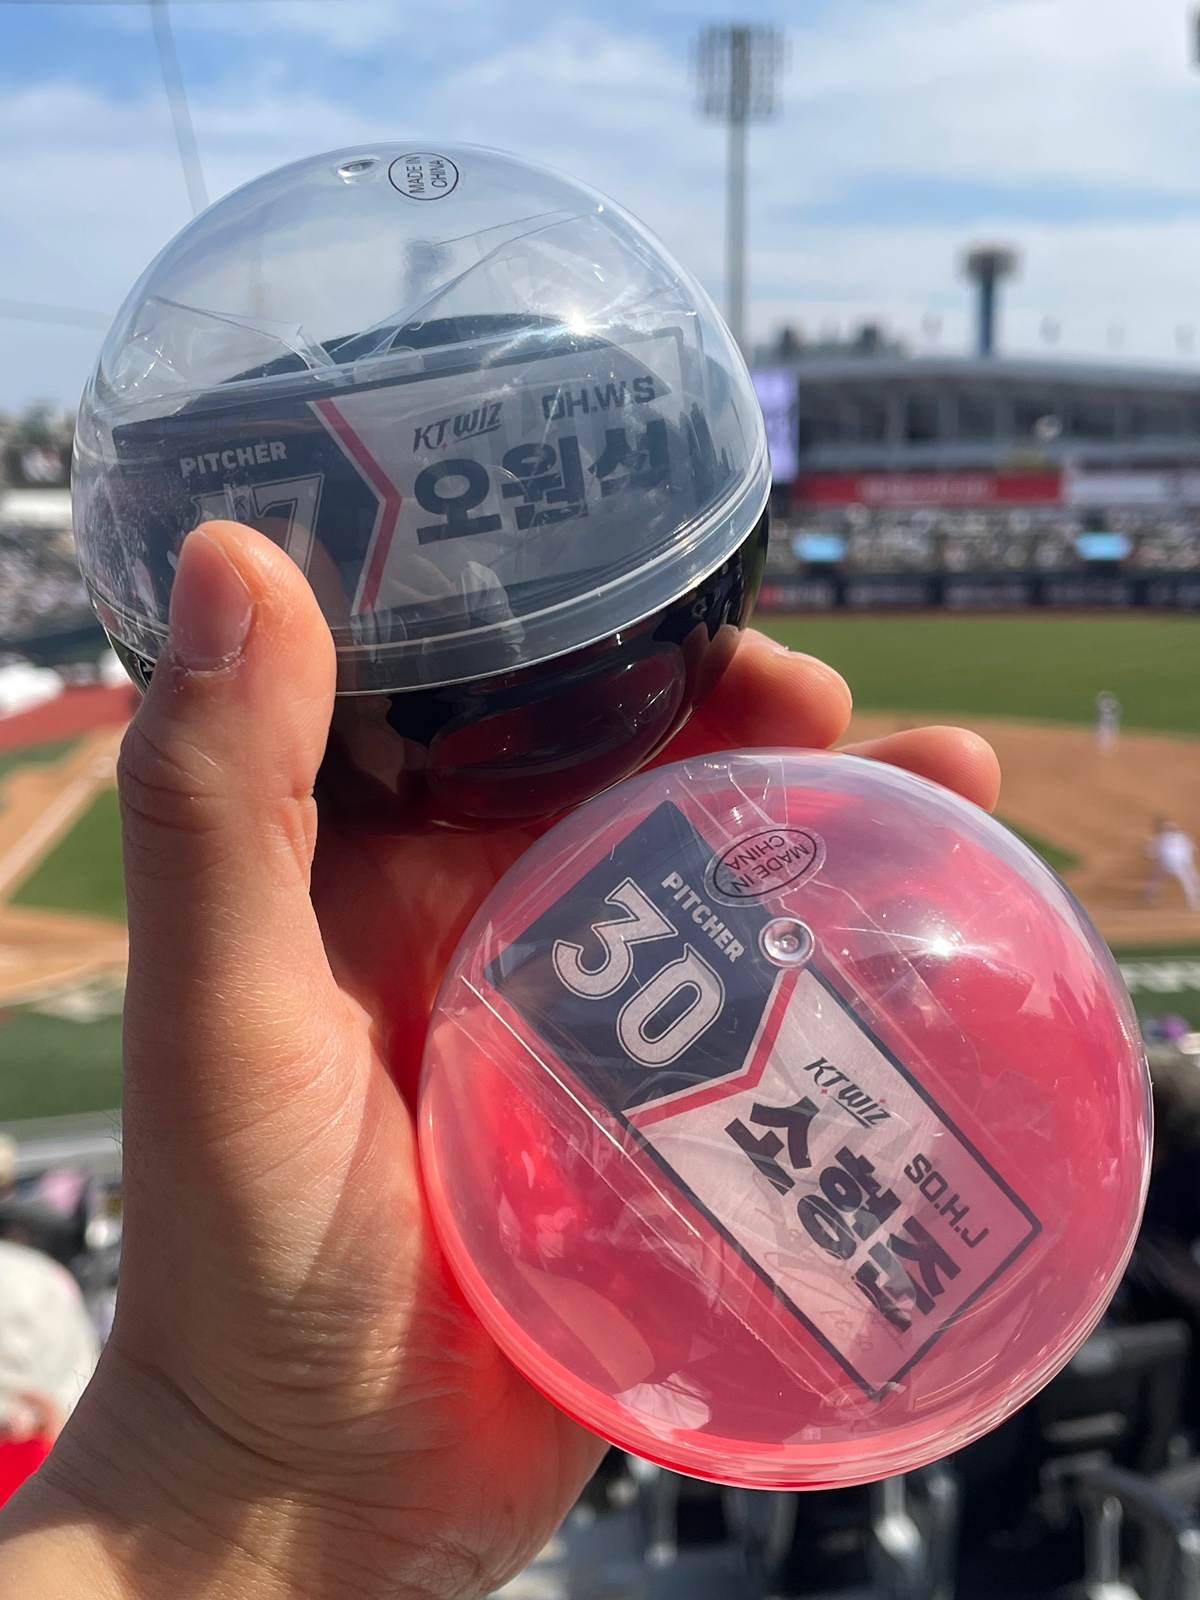 MADE IN
CHINA
PITCHER
KT WIZ
OH.W.S
오원석
MADE IN
CHINA
PITCHER
30
KT WIZ
SO.H.J
소형준